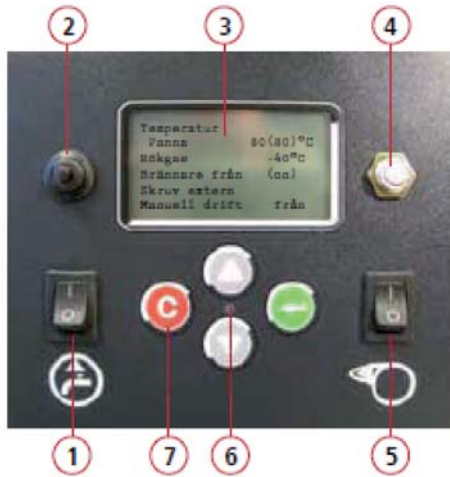 2 3 4
Temperatur
Panna 80(80)°C
Rökgas -40°C
Brännare från (on)
Skruv extern
Manuell drift från
C
1 7 6 5